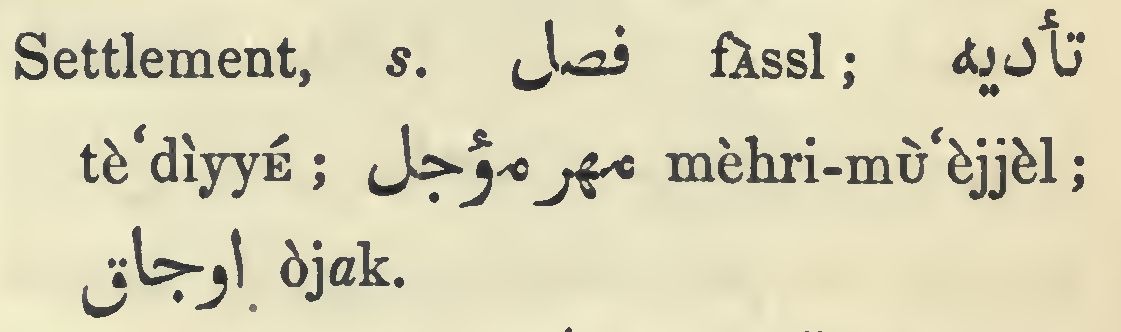 Settlement, s. فصل fÀssl; تأديه
tè‘dìyyÉ; مهر مؤجل mèhri-mù‘èjjèl;
اوجاق òjak.